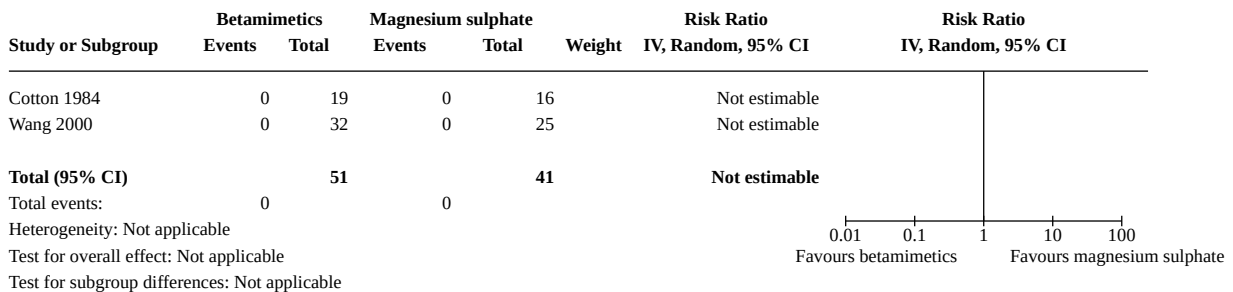 Betamimetics Magnesium sulphate Risk Ratio Risk Ratio
Study or Subgroup Events Total Events Total Weight IV, Random, 95% CI IV, Random, 95% CI
Cotton 1984 0 19 0 16 Not estimable
Wang 2000 0 32 0 25 Not estimable
Total (95% CI) 51 41 Not estimable
Total events: 0 0
Heterogeneity: Not applicable
0.01 0.1 1 10 100
Test for overall effect: Not applicable Favours betamimetics Favours magnesium sulphate
Test for subgroup differences: Not applicable